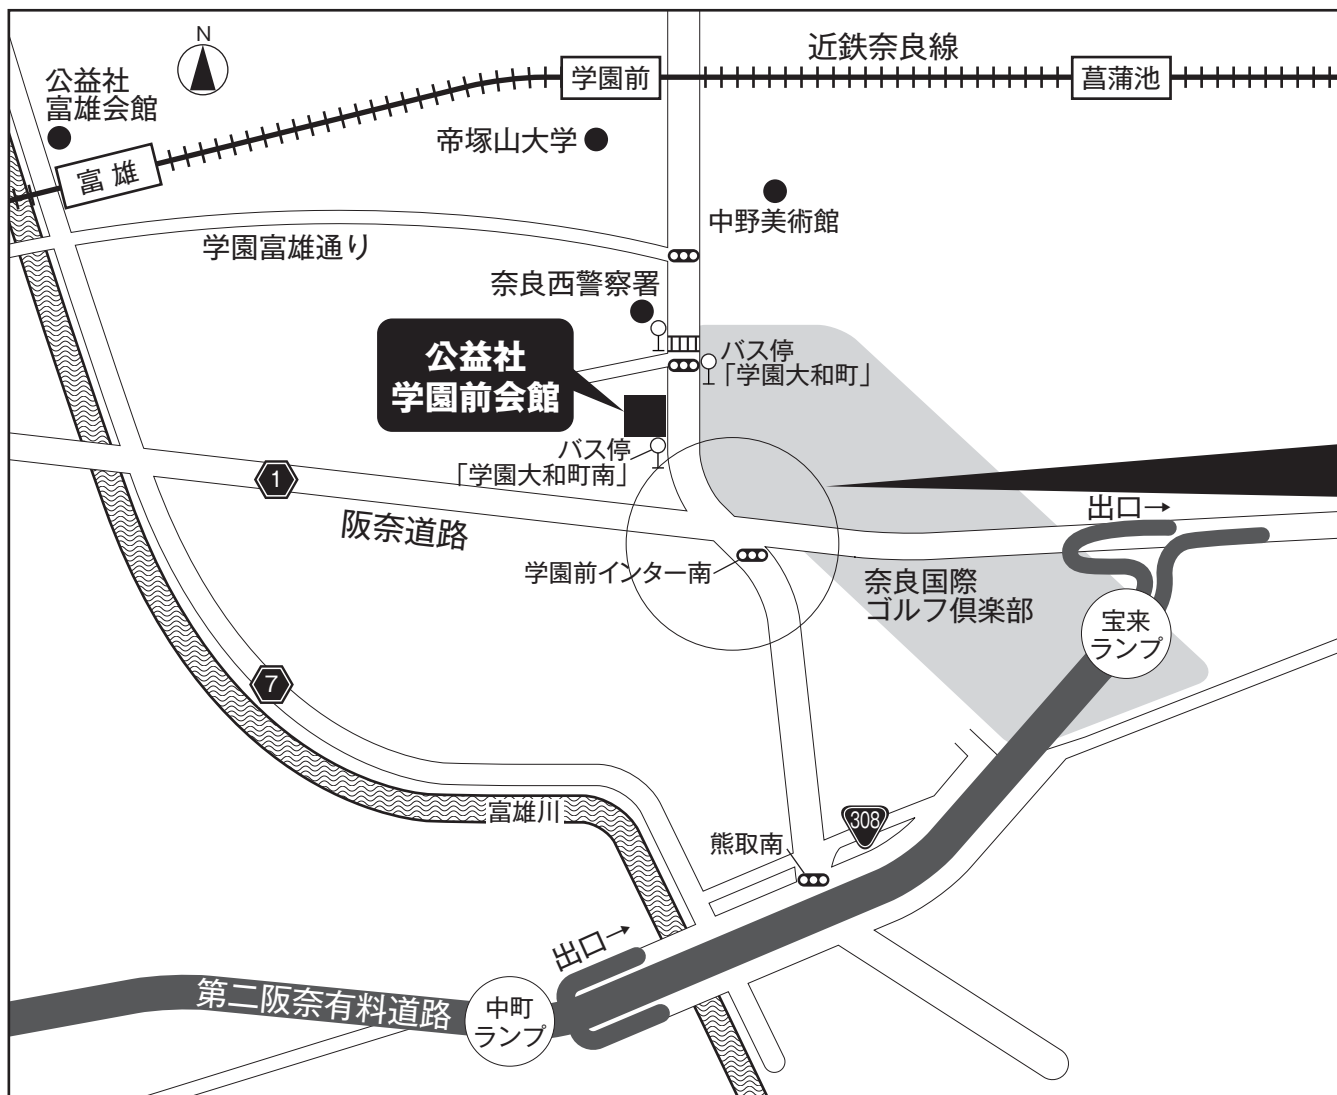 N
近鉄奈良線
公益社
富雄会館
学園前
菖蒲池
帝塚山大学
富雄
中野美術館
学園富雄通り
奈良西警察署
公益社
学園前会館
バス停
「学園大和町」
バス停
「学園大和町南」
1
阪奈道路
出口→
学園前インター南
奈良国際
ゴルフ倶楽部
宝来
ランプ
7
富雄川
308
熊取南
出口→
第二阪奈有料道路
中町
ランプ